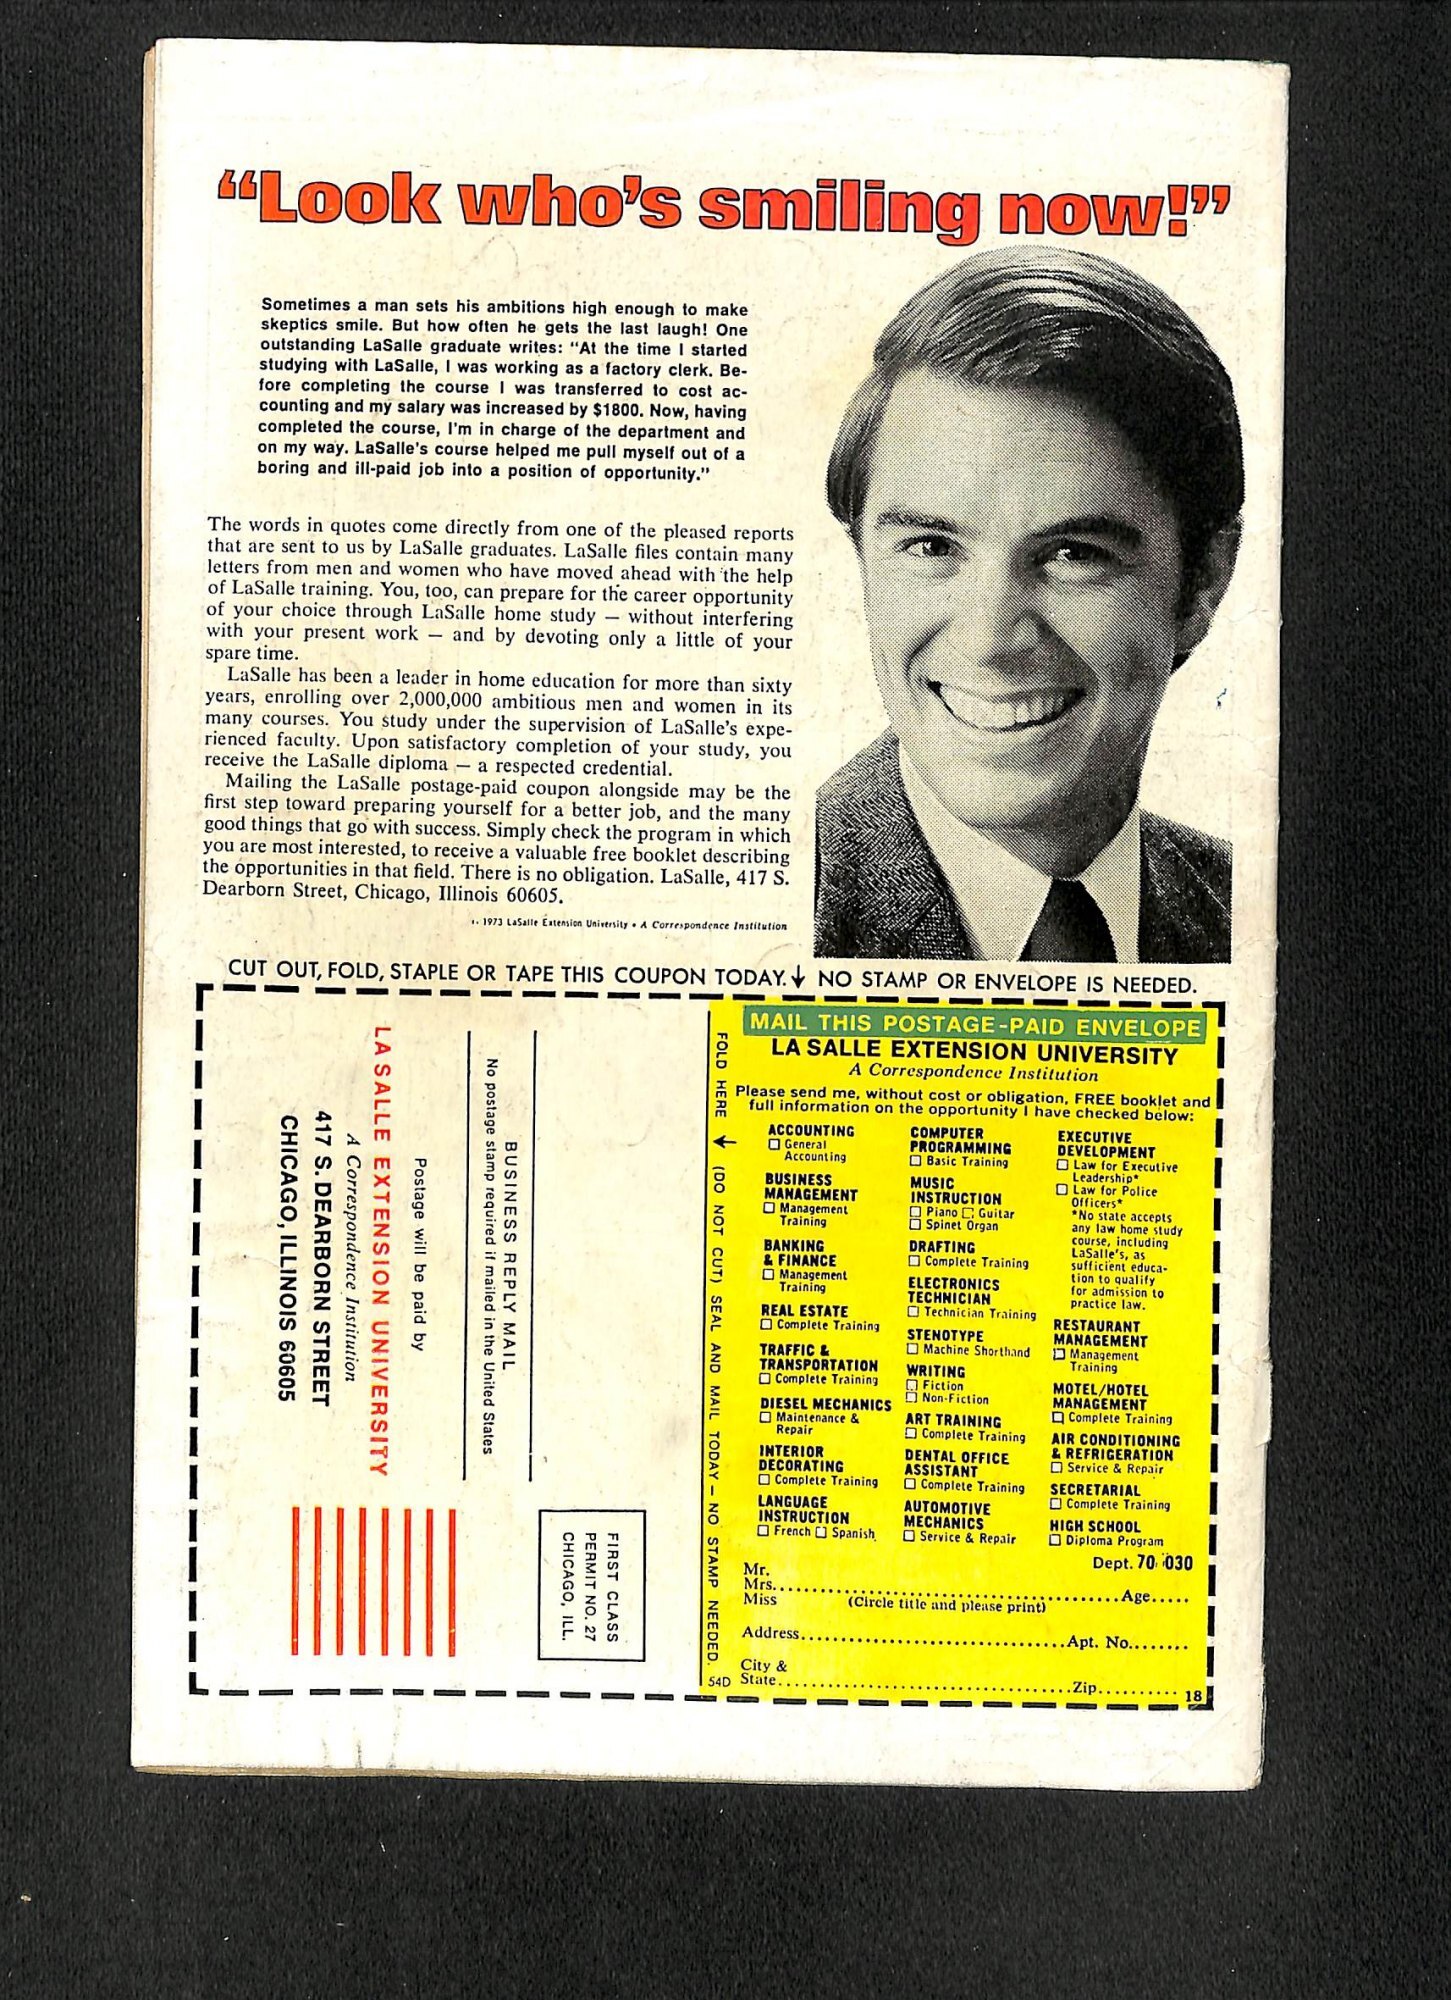 “Look who’s smiling now!”
Sometimes a man sets his ambitions high enough to make
skeptics smile. But how often he gets the last laugh! One
outstanding LaSalle graduate writes: “At the time I started
studying with LaSalle, I was working as a factory clerk. Be-
fore completing the course I was transferred to cost ac-
counting and my salary was increased by $1800. Now, having
completed the course, I’m in charge of the department and
on my way. LaSalle’s course helped me pull myself out of a
boring and ill-paid job into a position of opportunity.”
The words in quotes come directly from one of the pleased reports
that are sent to us by LaSalle graduates. LaSalle files contain many
letters from men and women who have moved ahead with the help
of LaSalle training. You, too, can prepare for the career opportunity
of your choice through LaSalle home study — without interfering
with your present work — and by devoting only a little of your
spare time.
LaSalle has been a leader in home education for more than sixty
years, enrolling over 2,000,000 ambitious men and women in its
many courses. You study under the supervision of LaSalle’s expe-
rienced faculty. Upon satisfactory completion of your study, you
receive the LaSalle diploma — a respected credential.
Mailing the LaSalle postage-paid coupon alongside may be the
first step toward preparing yourself for a better job, and the many
good things that go with success. Simply check the program in which
you are most interested, to receive a valuable free booklet describing
the opportunities in that field. There is no obligation. LaSalle, 417 S.
Dearborn Street, Chicago, Illinois 60605.
1973 LaSalle Extension University • A Correspondence Institution
CUT OUT, FOLD, STAPLE OR TAPE THIS COUPON TODAY.↓ NO STAMP OR ENVELOPE IS NEEDED.
FIRST CLASS
PERMIT NO. 27
CHICAGO, ILL.
BUSINESS REPLY MAIL
No postage stamp required if mailed in the United States
Postage will be paid by
LASALLE EXTENSION UNIVERSITY
A Correspondence Institution
417 S. DEARBORN STREET
CHICAGO, ILLINOIS 60605
FOLD HERE ↓ (DO NOT CUT) SEAL AND MAIL TODAY — NO STAMP NEEDED.
54D
MAIL THIS POSTAGE-PAID ENVELOPE
LA SALLE EXTENSION UNIVERSITY
A Correspondence Institution
Please send me, without cost or obligation, FREE booklet and
full information on the opportunity I have checked below:
ACCOUNTING
☐ General
Accounting
BUSINESS
MANAGEMENT
☐ Management
Training
BANKING
& FINANCE
☐ Management
Training
REAL ESTATE
☐ Complete Training
TRAFFIC &
TRANSPORTATION
☐ Complete Training
DIESEL MECHANICS
☐ Maintenance &
Repair
INTERIOR
DECORATING
☐ Complete Training
LANGUAGE
INSTRUCTION
☐ French ☐ Spanish
COMPUTER
PROGRAMMING
☐ Basic Training
MUSIC
INSTRUCTION
☐ Piano ☐ Guitar
☐ Spinet Organ
DRAFTING
☐ Complete Training
ELECTRONICS
TECHNICIAN
☐ Technician Training
STENOTYPE
☐ Machine Shorthand
WRITING
☐ Fiction
☐ Non-Fiction
ART TRAINING
☐ Complete Training
DENTAL OFFICE
ASSISTANT
☐ Complete Training
AUTOMOTIVE
MECHANICS
☐ Service & Repair
EXECUTIVE
DEVELOPMENT
☐ Law for Executive
Leadership*
☐ Law for Police
Officers*
*No state accepts
any law home study
course, including
LaSalle’s, as
sufficient educa-
tion to qualify
for admission to
practice law.
RESTAURANT
MANAGEMENT
☐ Management
Training
MOTEL/HOTEL
MANAGEMENT
☐ Complete Training
AIR CONDITIONING
& REFRIGERATION
☐ Service & Repair
SECRETARIAL
☐ Complete Training
HIGH SCHOOL
☐ Diploma Program
Dept. 70-030
Mr.
Mrs. Age
Miss (Circle title and please print)
Address Apt. No.
City &
State Zip
18